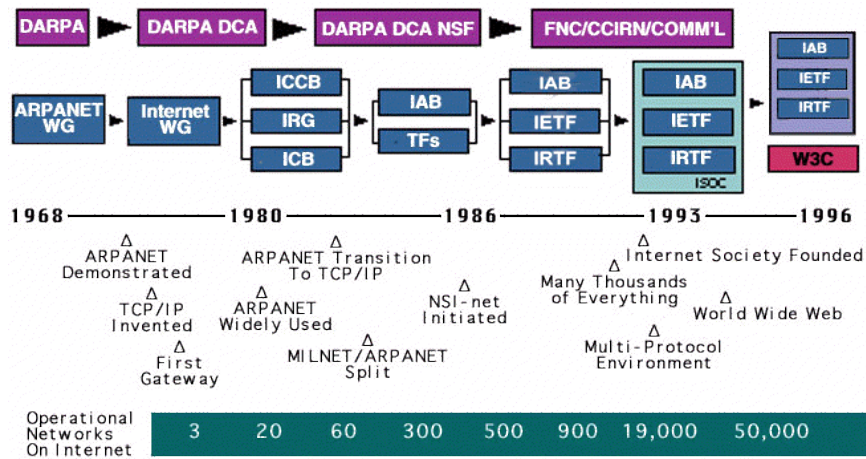 DARPA
DARPA DCA
DARPA DCA NSF
FNC/CCIRN/COMM'L
ARPANET
WG
Internet
WG
ICCB
IRG
ICB
IAB
TFs
IAB
IETF
IRTF
IAB
IETF
IRTF
ISOC
IAB
IETF
IRTF
W3C
1968
1980
1986
1993
1996
ARPANET
Demonstrated
TCP/IP
Invented
First
Gateway
ARPANET
Widely Used
ARPANET Transition
To TCP/IP
MILNET/ARPANET
Split
NSI-net
Initiated
Internet Society Founded
Many Thousands
of Everything
World Wide Web
Multi-Protocol
Environment
Operational
Networks
On Internet
3 20 60 300 500 900 19,000 50,000